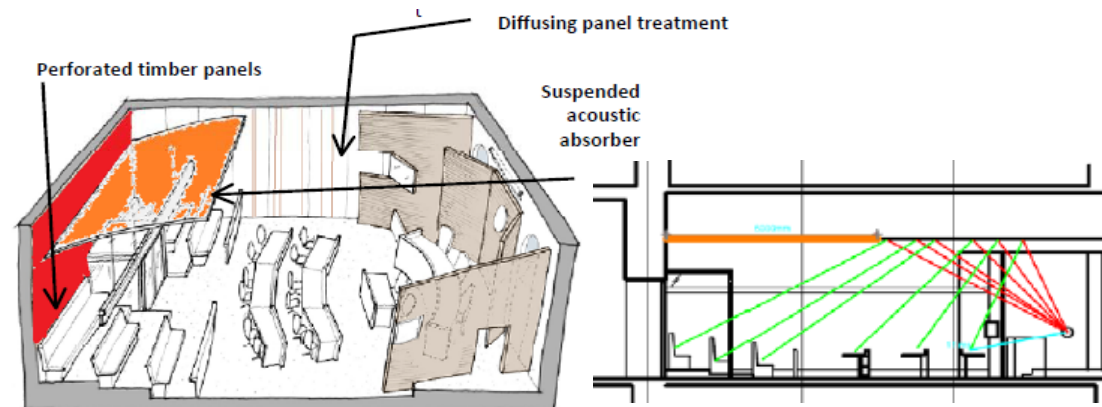 Diffusing panel treatment
Perforated timber panels
Suspended
acoustic
absorber